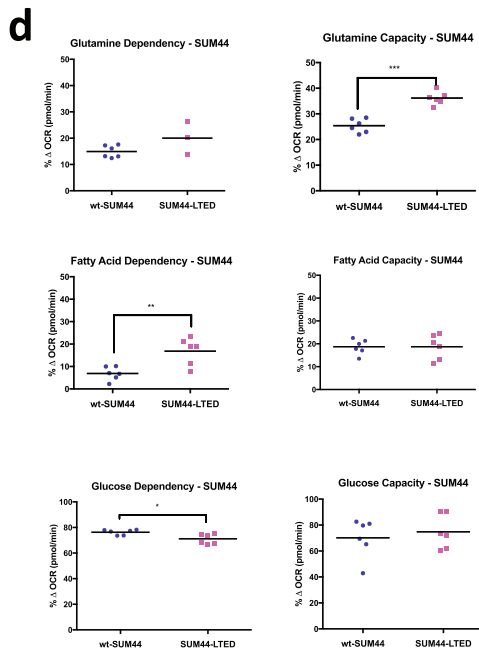 d
Glutamine Dependency - SUM44
% Δ OCR (pmol/min)
50
40
30
20
10
0
wt-SUM44 SUM44-LTED
Glutamine Capacity - SUM44
% Δ OCR (pmol/min)
50
40
30
20
10
0
***
wt-SUM44 SUM44-LTED
Fatty Acid Dependency - SUM44
% Δ OCR (pmol/min)
50
40
30
20
10
0
**
wt-SUM44 SUM44-LTED
Fatty Acid Capacity - SUM44
% Δ OCR (pmol/min)
50
40
30
20
10
0
wt-SUM44 SUM44-LTED
Glucose Dependency - SUM44
% Δ OCR (pmol/min)
100
80
60
40
20
0
*
wt-SUM44 SUM44-LTED
Glucose Capacity - SUM44
% Δ OCR (pmol/min)
100
80
60
40
20
0
wt-SUM44 SUM44-LTED